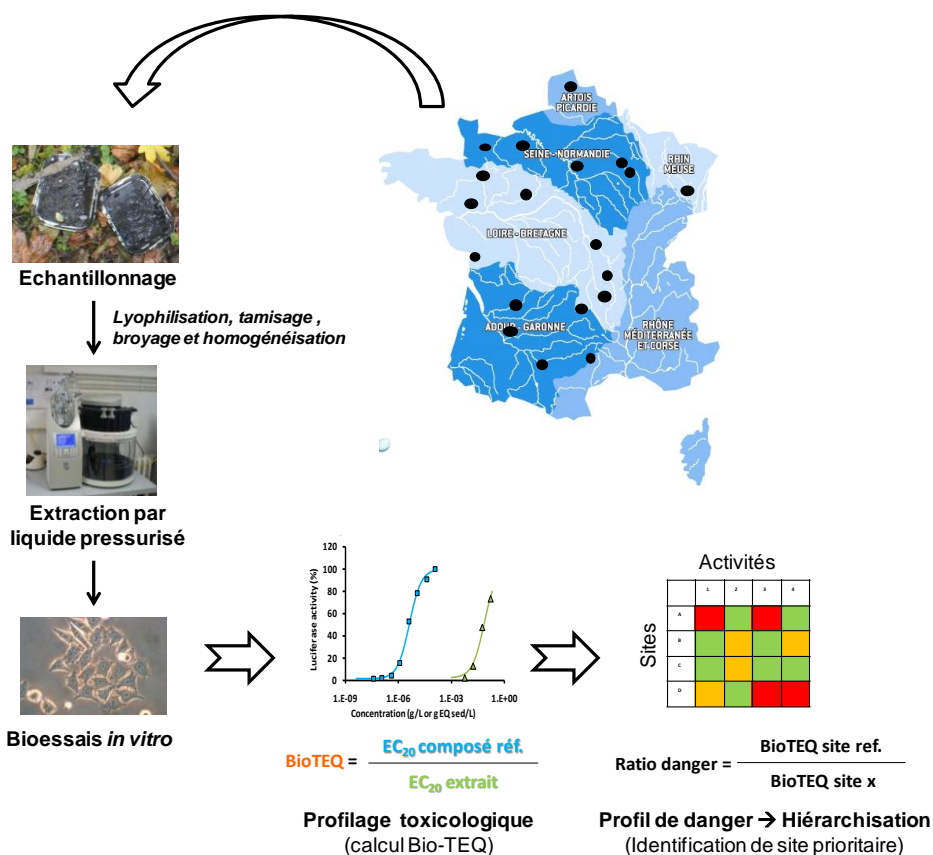 ARTOIS
PICARDIE
SEINE-NORMANDIE
RHIN
MEUSE
LOIRE-BRETAGNE
ADOUR-GARONNE
RHÔNE
MÉDITERRANÉE
ET CORSE
Echantillonnage
Lyophilisation, tamisage ,
broyage et homogénéisation
Extraction par
liquide pressurisé
Bioessais in vitro
Luciferase activity (%)
120
100
80
60
40
20
0
1.E-09 1.E-06 1.E-03 1.E+00
Concentration (g/L or g EQ sed/L)
BioTEQ = EC20 composé réf.
EC20 extrait
Profilage toxicologique
(calcul Bio-TEQ)
Activités
Sites
1 2 3 4
A
B
C
D
Ratio danger = BioTEQ site ref.
BioTEQ site x
Profil de danger → Hiérarchisation
(Identification de site prioritaire)